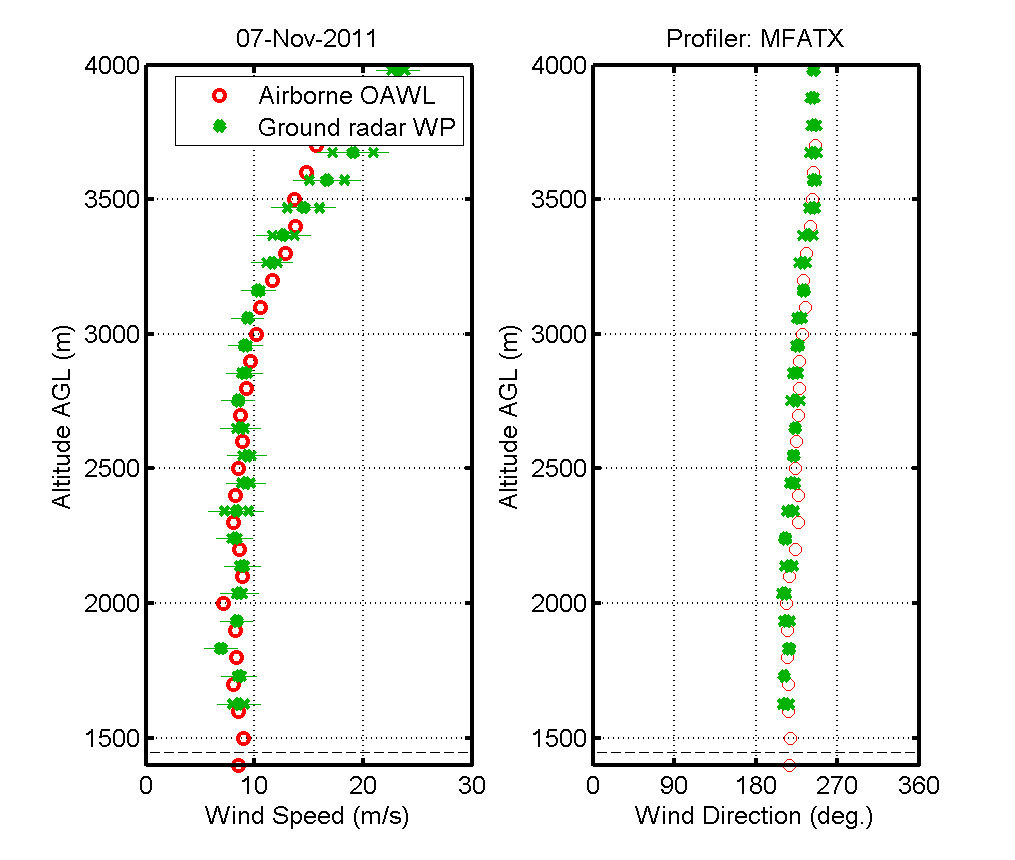 07-Nov-2011
Airborne OAWL
Ground radar WP
4000
3500
3000
2500
2000
1500
0 10 20 30
Altitude AGL (m)
Wind Speed (m/s)
Profiler: MFATX
4000
3500
3000
2500
2000
1500
0 90 180 270 360
Altitude AGL (m)
Wind Direction (deg.)